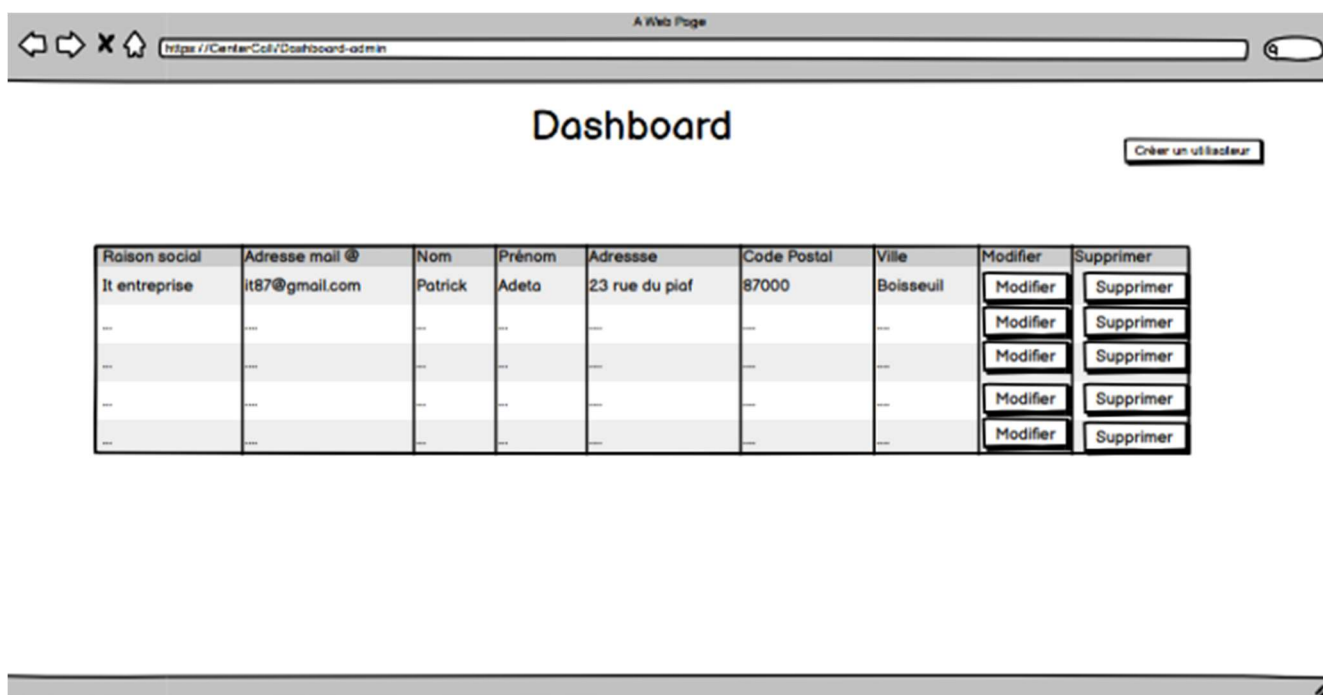 A Web Page
https://CenterCall/Dashboard-admin
Dashboard
Créer un utilisateur
Raison social Adresse mail @ Nom Prénom Adressse Code Postal Ville Modifier Supprimer
It entreprise it87@gmail.com Patrick Adeta 23 rue du piaf 87000 Boisseuil Modifier Supprimer
... .... ... ... .... .... .... Modifier Supprimer
... .... ... ... .... .... .... Modifier Supprimer
... .... ... ... .... .... .... Modifier Supprimer
... .... ... ... .... .... .... Modifier Supprimer